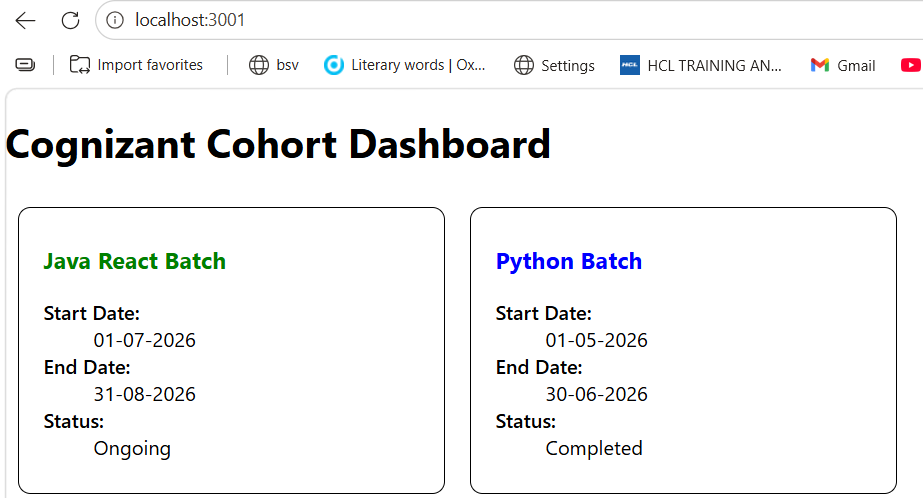 localhost:3001
Import favorites
bsv
Literary words | Ox...
Settings
HCL
HCL TRAINING AN...
Gmail
Cognizant Cohort Dashboard
Java React Batch
Start Date:
01-07-2026
End Date:
31-08-2026
Status:
Ongoing
Python Batch
Start Date:
01-05-2026
End Date:
30-06-2026
Status:
Completed